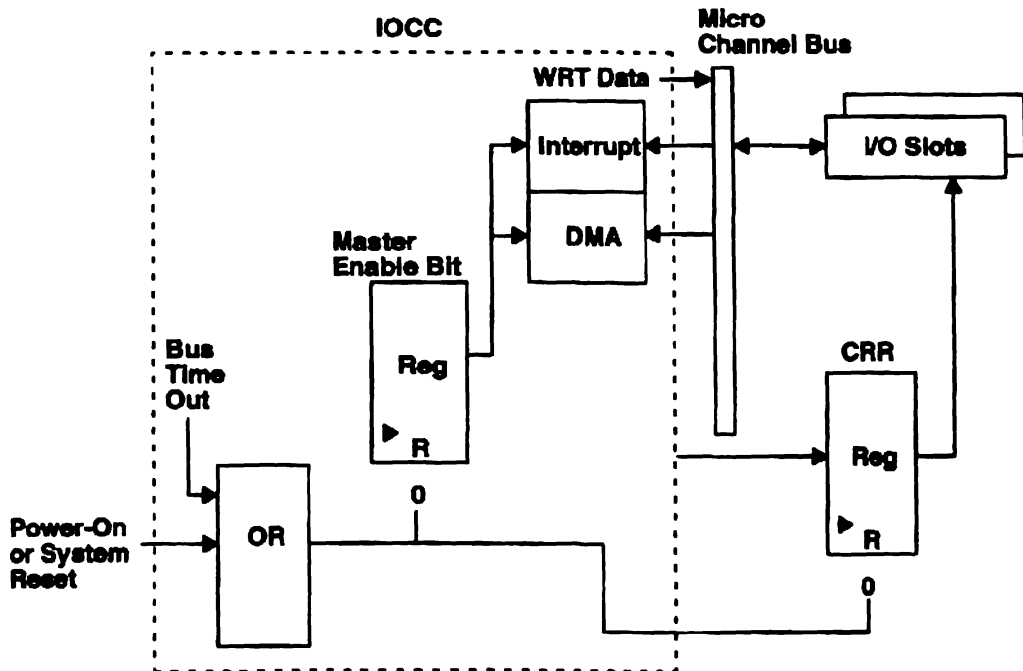 IOCC
Micro
Channel Bus
WRT Data
Interrupt
I/O Slots
DMA
Master
Enable Bit
Bus
Time
Out
Reg
R
0
CRR
Reg
R
0
Power-On
or System
Reset
OR